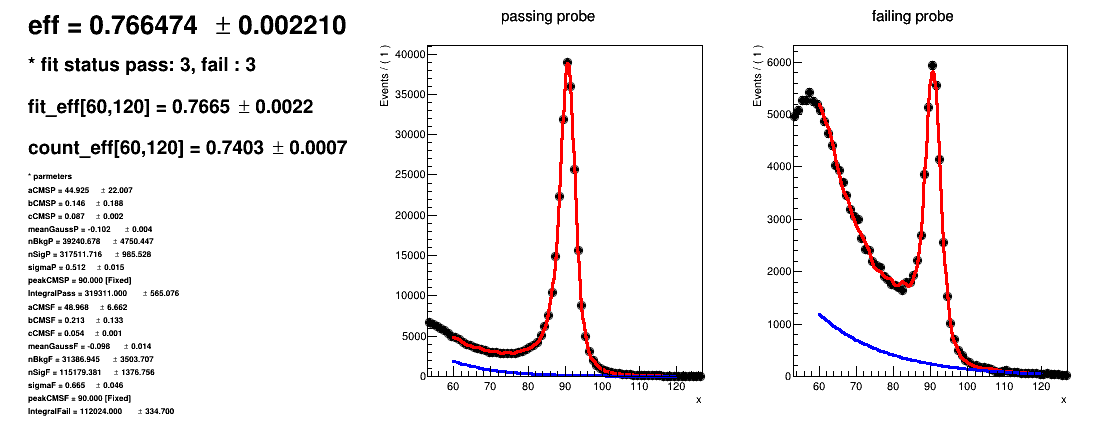 eff = 0.766474 ± 0.002210
* fit status pass: 3, fail : 3
fit_eff[60,120] = 0.7665 ± 0.0022
count_eff[60,120] = 0.7403 ± 0.0007
* parmeters
aCMSP = 44.925 ± 22.007
bCMSP = 0.146 ± 0.188
cCMSP = 0.087 ± 0.002
meanGaussP = -0.102 ± 0.004
nBkgP = 39240.678 ± 4750.447
nSigP = 317511.716 ± 965.528
sigmaP = 0.512 ± 0.015
peakCMSP = 90.000 [Fixed]
IntegralPass = 319311.000 ± 565.076
aCMSF = 48.968 ± 6.662
bCMSF = 0.213 ± 0.133
cCMSF = 0.054 ± 0.001
meanGaussF = -0.098 ± 0.014
nBkgF = 31386.945 ± 3503.707
nSigF = 115179.381 ± 1376.756
sigmaF = 0.665 ± 0.046
peakCMSF = 90.000 [Fixed]
IntegralFail = 112024.000 ± 334.700
passing probe
Events / ( 1 )
40000
35000
30000
25000
20000
15000
10000
5000
0
60 70 80 90 100 110 120
x
failing probe
Events / ( 1 )
6000
5000
4000
3000
2000
1000
0
60 70 80 90 100 110 120
x